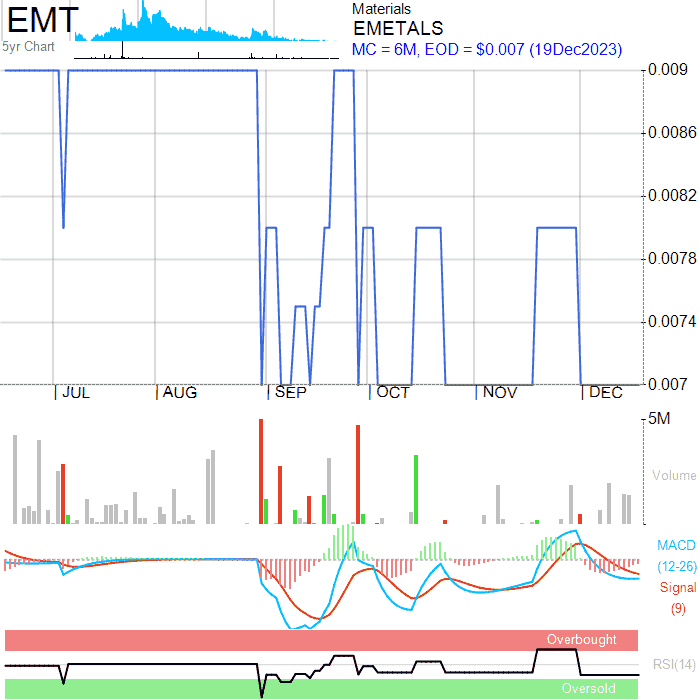 EMT
5yr Chart
Materials
EMETALS
MC = 6M, EOD = $0.007 (19Dec2023)
0.009
0.0086
0.0082
0.0078
0.0074
0.007
JUL AUG SEP OCT NOV DEC
5M
Volume
MACD
(12-26)
Signal
(9)
Overbought
RSI(14)
Oversold